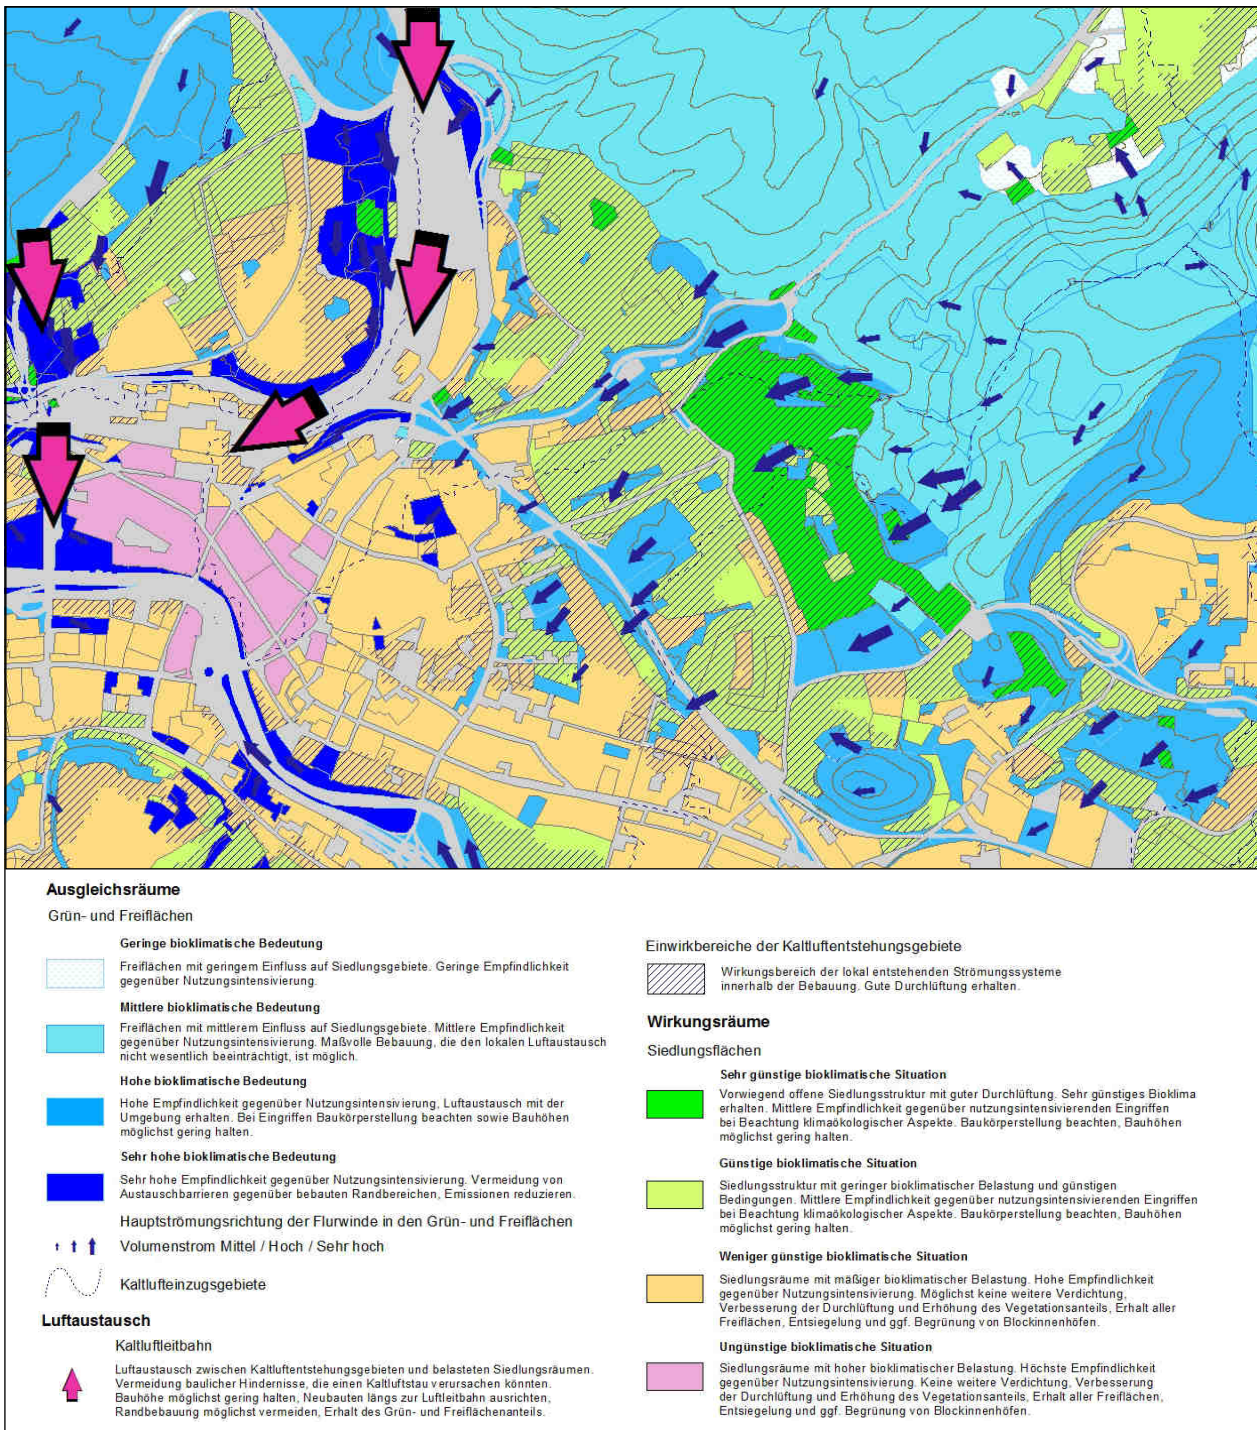 Ausgleichsräume
Grün- und Freiflächen
Geringe bioklimatische Bedeutung
Freiflächen mit geringem Einfluss auf Siedlungsgebiete. Geringe Empfindlichkeit
gegenüber Nutzungsintensivierung.
Mittlere bioklimatische Bedeutung
Freiflächen mit mittlerem Einfluss auf Siedlungsgebiete. Mittlere Empfindlichkeit
gegenüber Nutzungsintensivierung. Maßvolle Bebauung, die den lokalen Luftaustausch
nicht wesentlich beeinträchtigt, ist möglich.
Hohe bioklimatische Bedeutung
Hohe Empfindlichkeit gegenüber Nutzungsintensivierung, Luftaustausch mit der
Umgebung erhalten. Bei Eingriffen Baukörperstellung beachten sowie Bauhöhen
möglichst gering halten.
Sehr hohe bioklimatische Bedeutung
Sehr hohe Empfindlichkeit gegenüber Nutzungsintensivierung. Vermeidung von
Austauschbarrieren gegenüber bebauten Randbereichen, Emissionen reduzieren.
Hauptströmungsrichtung der Flurwinde in den Grün- und Freiflächen
Volumenstrom Mittel / Hoch / Sehr hoch
Kaltlufteinzugsgebiete
Luftaustausch
Kaltluftleitbahn
Luftaustausch zwischen Kaltluftentstehungsgebieten und belasteten Siedlungsräumen.
Vermeidung baulicher Hindernisse, die einen Kaltluftstau verursachen könnten.
Bauhöhe möglichst gering halten, Neubauten längs zur Luftleitbahn ausrichten,
Randbebauung möglichst vermeiden, Erhalt des Grün- und Freiflächenanteils.
Einwirkbereiche der Kaltluftentstehungsgebiete
Wirkungsbereich der lokal entstehenden Strömungssysteme
innerhalb der Bebauung. Gute Durchlüftung erhalten.
Wirkungsräume
Siedlungsflächen
Sehr günstige bioklimatische Situation
Vorwiegend offene Siedlungsstruktur mit guter Durchlüftung. Sehr günstiges Bioklima
erhalten. Mittlere Empfindlichkeit gegenüber nutzungsintensivierenden Eingriffen
bei Beachtung klimaökologischer Aspekte. Baukörperstellung beachten, Bauhöhen
möglichst gering halten.
Günstige bioklimatische Situation
Siedlungsstruktur mit geringer bioklimatischer Belastung und günstigen
Bedingungen. Mittlere Empfindlichkeit gegenüber nutzungsintensivierenden Eingriffen
bei Beachtung klimaökologischer Aspekte. Baukörperstellung beachten, Bauhöhen
möglichst gering halten.
Weniger günstige bioklimatische Situation
Siedlungsräume mit mäßiger bioklimatischer Belastung. Hohe Empfindlichkeit
gegenüber Nutzungsintensivierung. Möglichst keine weitere Verdichtung,
Verbesserung der Durchlüftung und Erhöhung des Vegetationsanteils, Erhalt aller
Freiflächen, Entsiegelung und ggf. Begrünung von Blockinnenhöfen.
Ungünstige bioklimatische Situation
Siedlungsräume mit hoher bioklimatischer Belastung. Höchste Empfindlichkeit
gegenüber Nutzungsintensivierung. Keine weitere Verdichtung, Verbesserung
der Durchlüftung und Erhöhung des Vegetationsanteils, Erhalt aller Freiflächen,
Entsiegelung und ggf. Begrünung von Blockinnenhöfen.